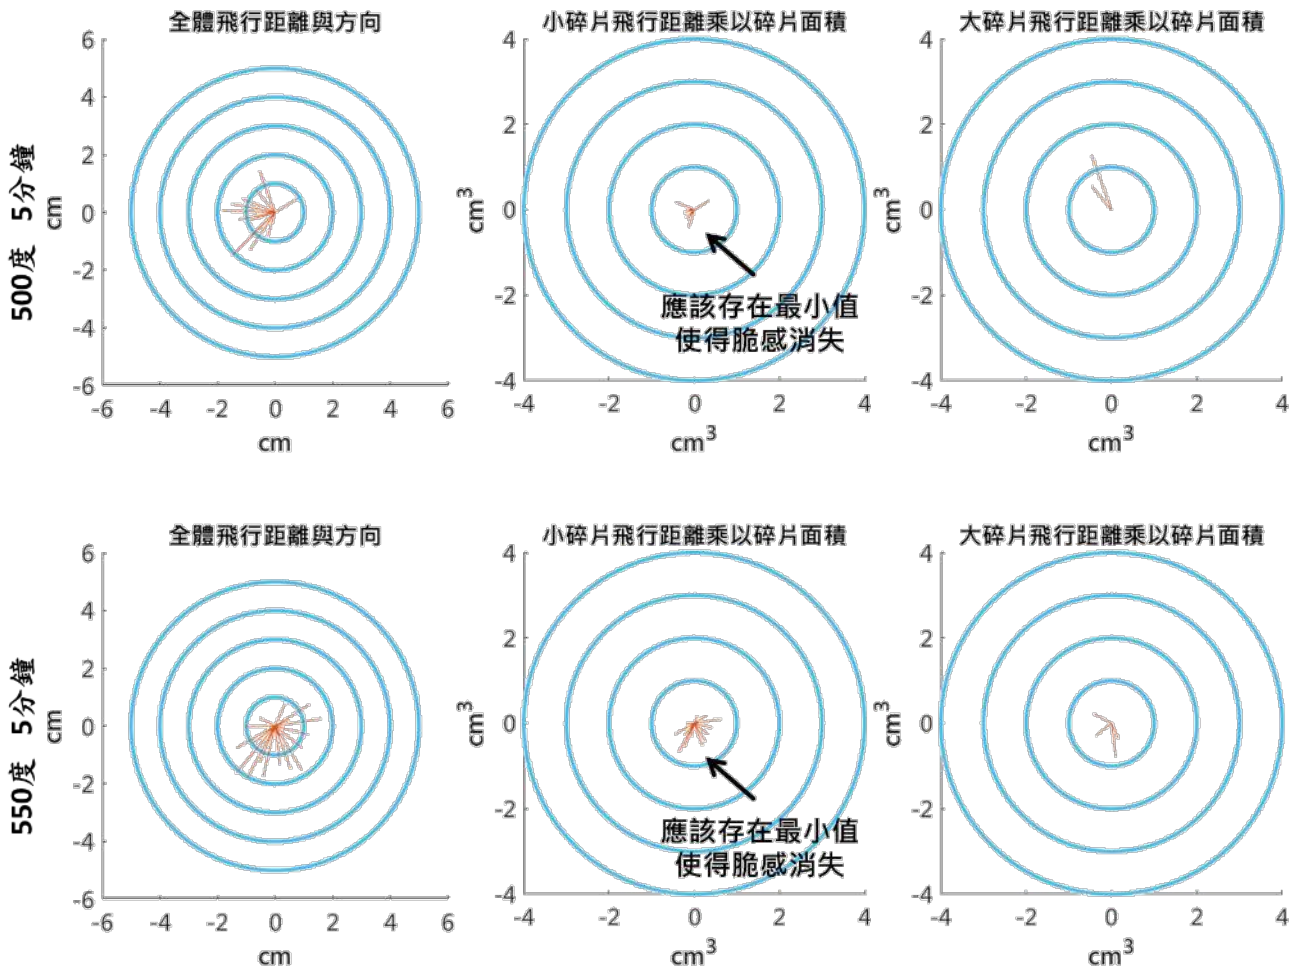 全體飛行距離與方向
小碎片飛行距離乘以碎片面積
大碎片飛行距離乘以碎片面積
500度 5分鐘
cm
6
4
2
0
-2
-4
-6
-6 -4 -2 0 2 4 6
cm
cm³
4
2
0
-2
-4
-4 -2 0 2 4
cm³
應該存在最小值
使得脆感消失
cm³
4
2
0
-2
-4
-4 -2 0 2 4
cm³
全體飛行距離與方向
小碎片飛行距離乘以碎片面積
大碎片飛行距離乘以碎片面積
550度 5分鐘
cm
6
4
2
0
-2
-4
-6
-6 -4 -2 0 2 4 6
cm
cm³
4
2
0
-2
-4
-4 -2 0 2 4
cm³
應該存在最小值
使得脆感消失
cm³
4
2
0
-2
-4
-4 -2 0 2 4
cm³